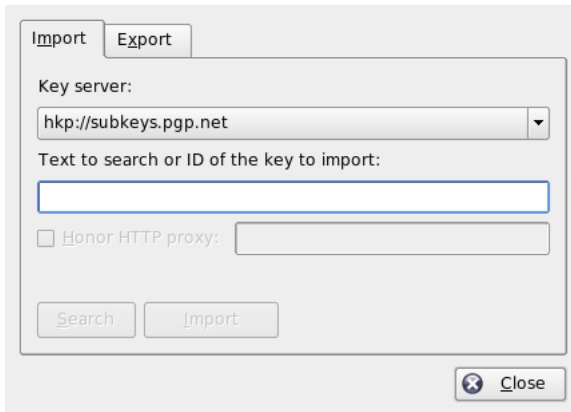 Import Export
Key server:
hkp://subkeys.pgp.net
Text to search or ID of the key to import:
Honor HTTP proxy:
Search Import
Close